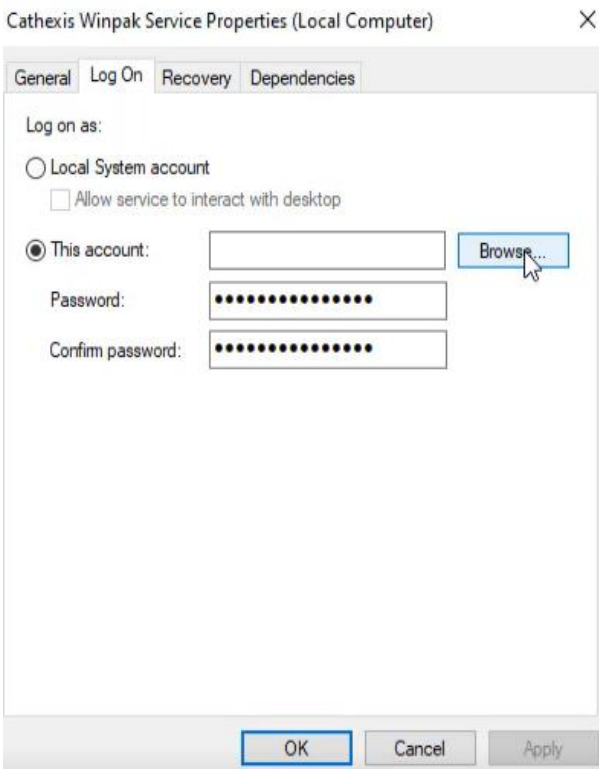 Cathexis Winpak Service Properties (Local Computer)
General Log On Recovery Dependencies
Log on as:
Local System account
Allow service to interact with desktop
This account: Browse...
Password: •••••••••••••••
Confirm password: •••••••••••••••
OK Cancel Apply